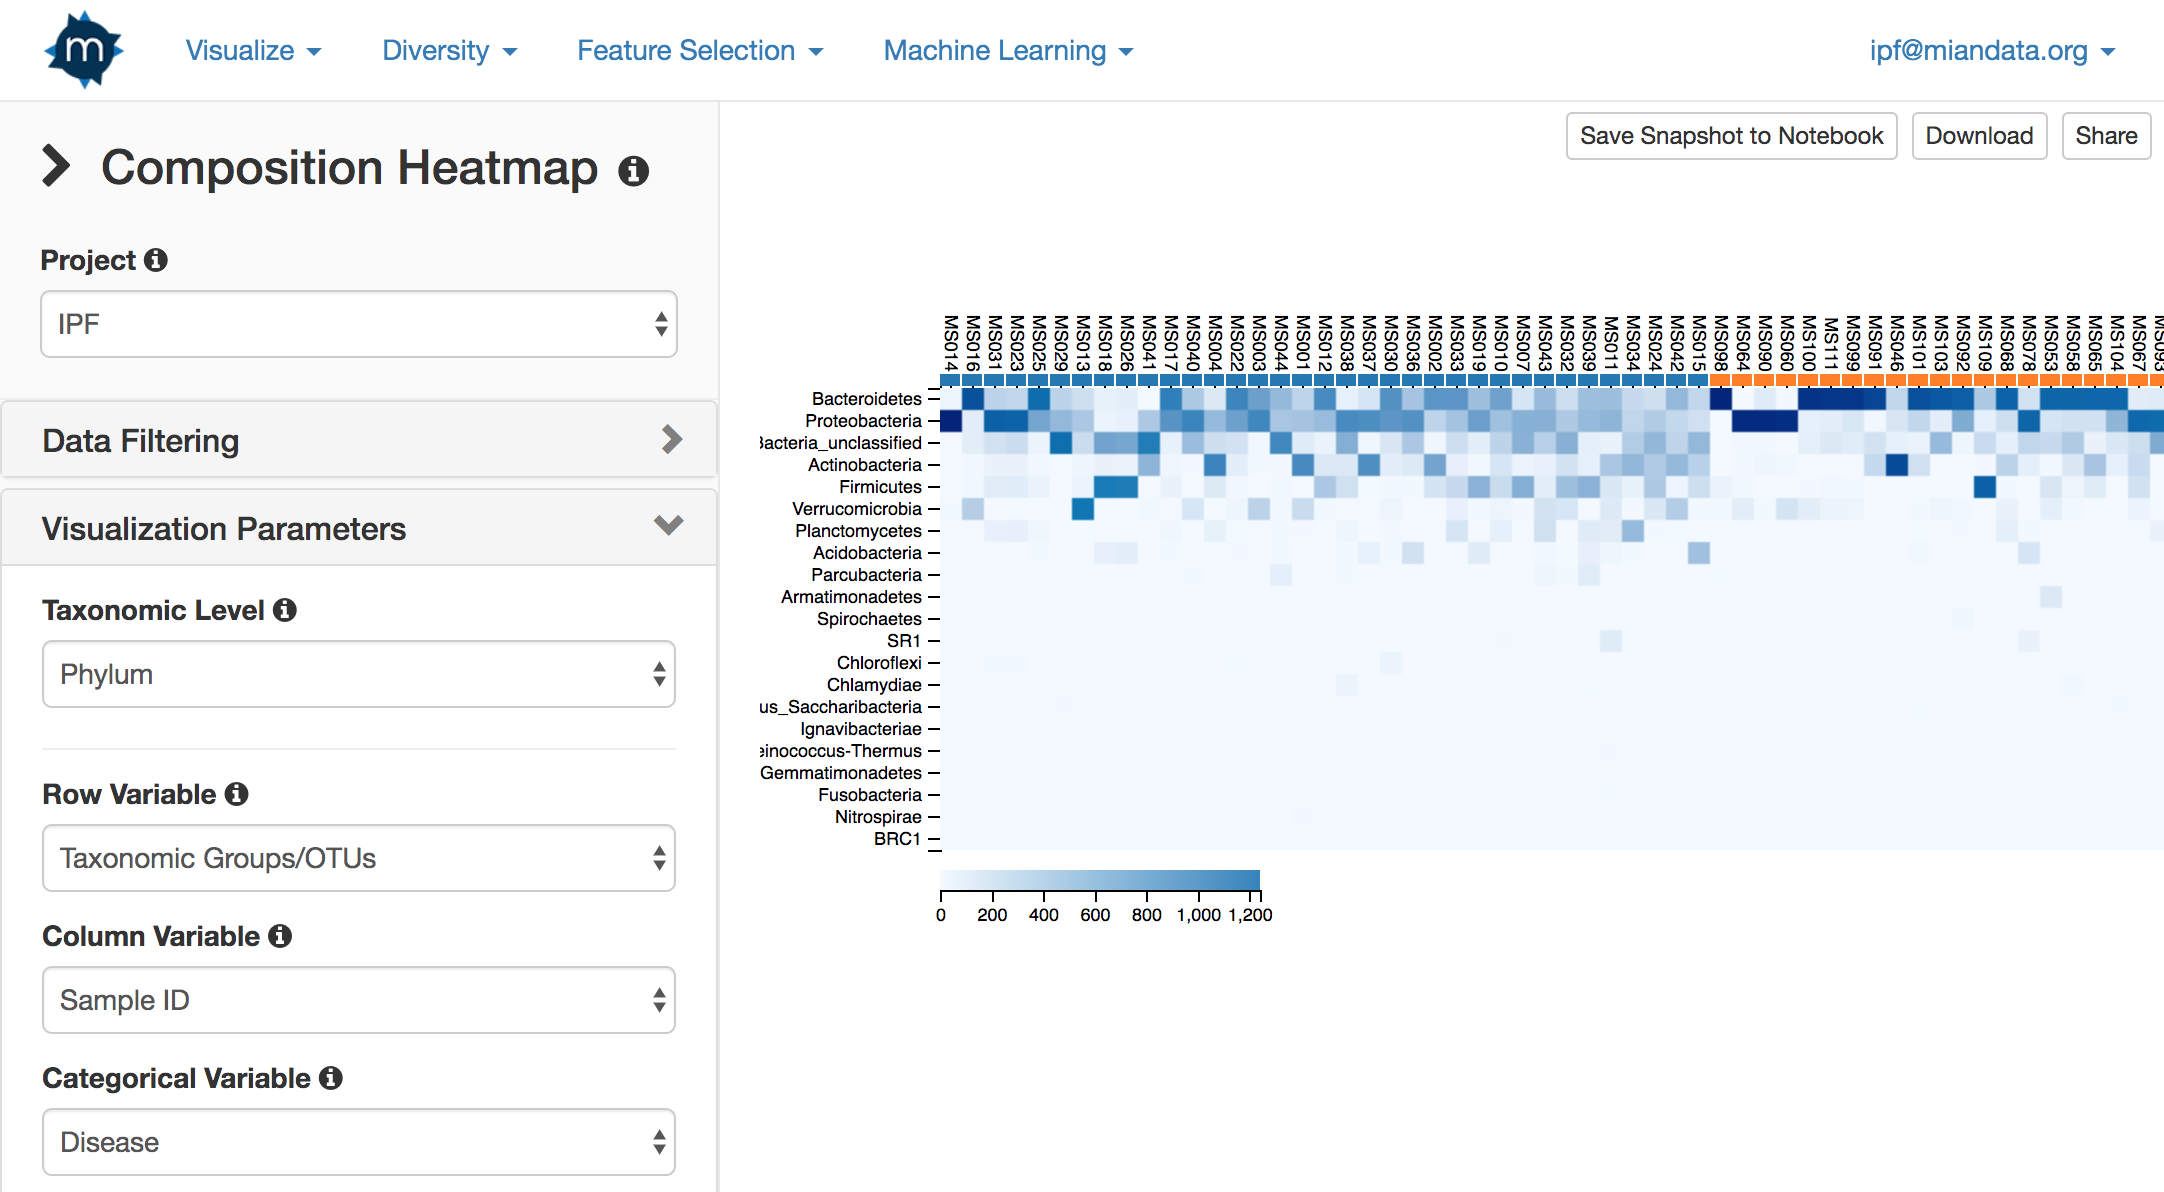 m
Visualize
Diversity
Feature Selection
Machine Learning
ipf@miandata.org
Composition Heatmap
Project
IPF
Data Filtering
Visualization Parameters
Taxonomic Level
Phylum
Row Variable
Taxonomic Groups/OTUs
Column Variable
Sample ID
Categorical Variable
Disease
Save Snapshot to Notebook
Download
Share
MS014
MS016
MS031
MS023
MS025
MS029
MS013
MS018
MS026
MS041
MS017
MS040
MS004
MS022
MS003
MS044
MS001
MS012
MS038
MS037
MS030
MS036
MS002
MS033
MS019
MS010
MS007
MS043
MS032
MS039
MS011
MS034
MS024
MS042
MS015
MS098
MS064
MS090
MS060
MS100
MS111
MS099
MS091
MS046
MS101
MS103
MS092
MS109
MS068
MS078
MS053
MS058
MS065
MS104
MS067
MS093
Bacteroidetes
Proteobacteria
Bacteria_unclassified
Actinobacteria
Firmicutes
Verrucomicrobia
Planctomycetes
Acidobacteria
Parcubacteria
Armatimonadetes
Spirochaetes
SR1
Chloroflexi
Chlamydiae
us_Saccharibacteria
Ignavibacteriae
einococcus-Thermus
Gemmatimonadetes
Fusobacteria
Nitrospirae
BRC1
0 200 400 600 800 1,000 1,200